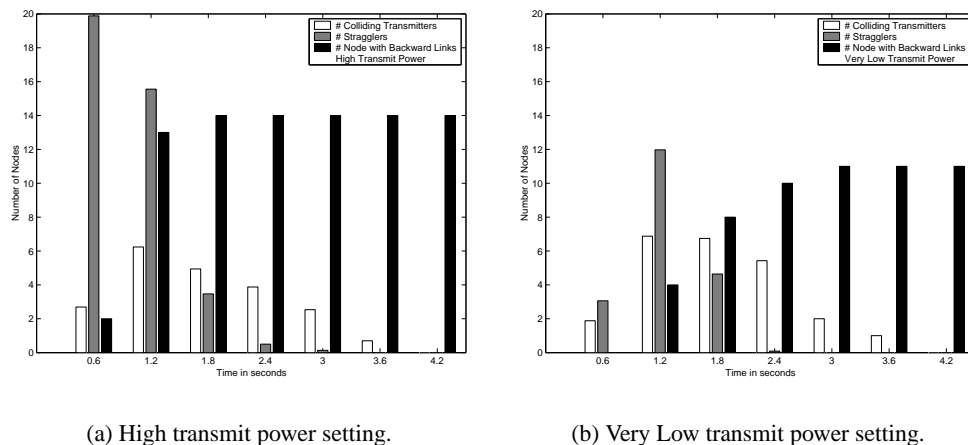 20
18
16
14
12
10
8
6
4
2
0
Number of Nodes
# Colliding Transmitters
# Stragglers
# Node with Backward Links
High Transmit Power
0.6 1.2 1.8 2.4 3 3.6 4.2
Time in seconds
(a) High transmit power setting.
20
18
16
14
12
10
8
6
4
2
0
Number of Nodes
# Colliding Transmitters
# Stragglers
# Node with Backward Links
Very Low Transmit Power
0.6 1.2 1.8 2.4 3 3.6 4.2
Time in seconds
(b) Very Low transmit power setting.